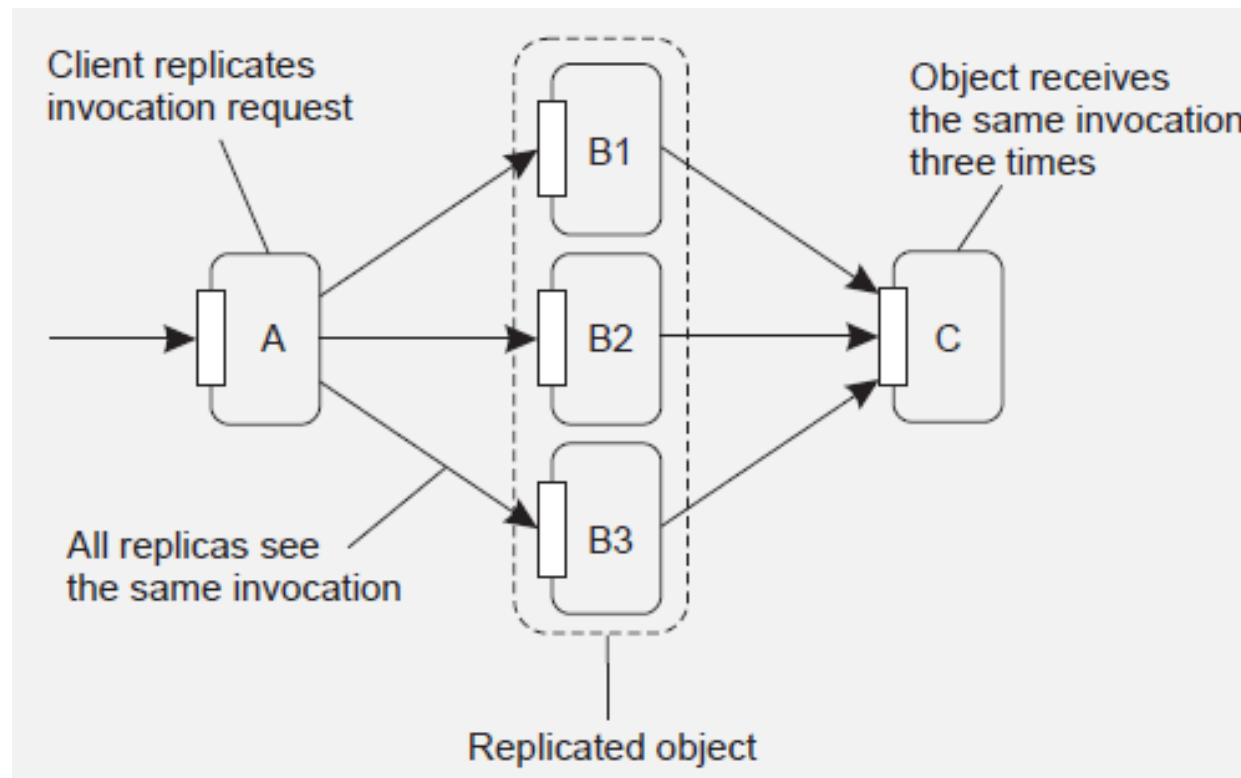 Client replicates
invocation request
Object receives
the same invocation
three times
B1
A
B2
C
B3
All replicas see
the same invocation
Replicated object